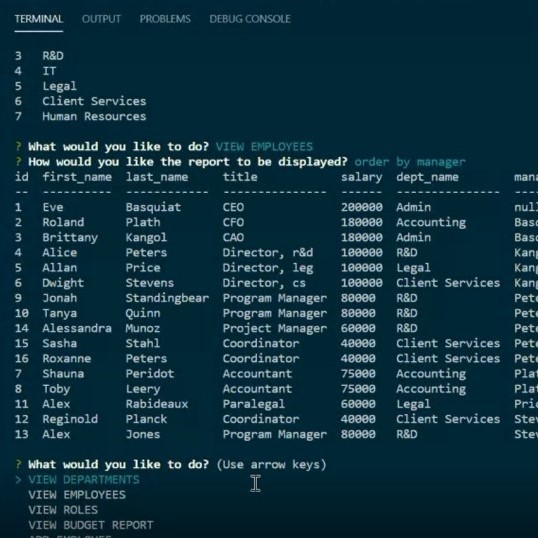 TERMINAL OUTPUT PROBLEMS DEBUG CONSOLE
3 R&D
4 IT
5 Legal
6 Client Services
7 Human Resources
? What would you like to do? VIEW EMPLOYEES
? How would you like the report to be displayed? order by manager
id first_name last_name title salary dept_name mana
-- ---------- ------------ --------------- ------ --------------- ----
1 Eve Basquiat CEO 200000 Admin null
2 Roland Plath CFO 180000 Accounting Basq
3 Brittany Kangol CAO 180000 Admin Basq
4 Alice Peters Director, r&d 100000 R&D Kang
5 Allan Price Director, leg 100000 Legal Kang
6 Dwight Stevens Director, cs 100000 Client Services Kang
9 Jonah Standingbear Program Manager 80000 R&D Pete
10 Tanya Quinn Program Manager 80000 R&D Pete
14 Alessandra Munoz Project Manager 60000 R&D Pete
15 Sasha Stahl Coordinator 40000 Client Services Pete
16 Roxanne Peters Coordinator 40000 Client Services Pete
7 Shauna Peridot Accountant 75000 Accounting Plat
8 Toby Leery Accountant 75000 Accounting Plat
11 Alex Rabideaux Paralegal 60000 Legal Pric
12 Reginold Planck Coordinator 40000 Client Services Stev
13 Alex Jones Program Manager 80000 R&D Stev
? What would you like to do? (Use arrow keys)
> VIEW DEPARTMENTS
VIEW EMPLOYEES
VIEW ROLES
VIEW BUDGET REPORT
ADD EMPLOYEE